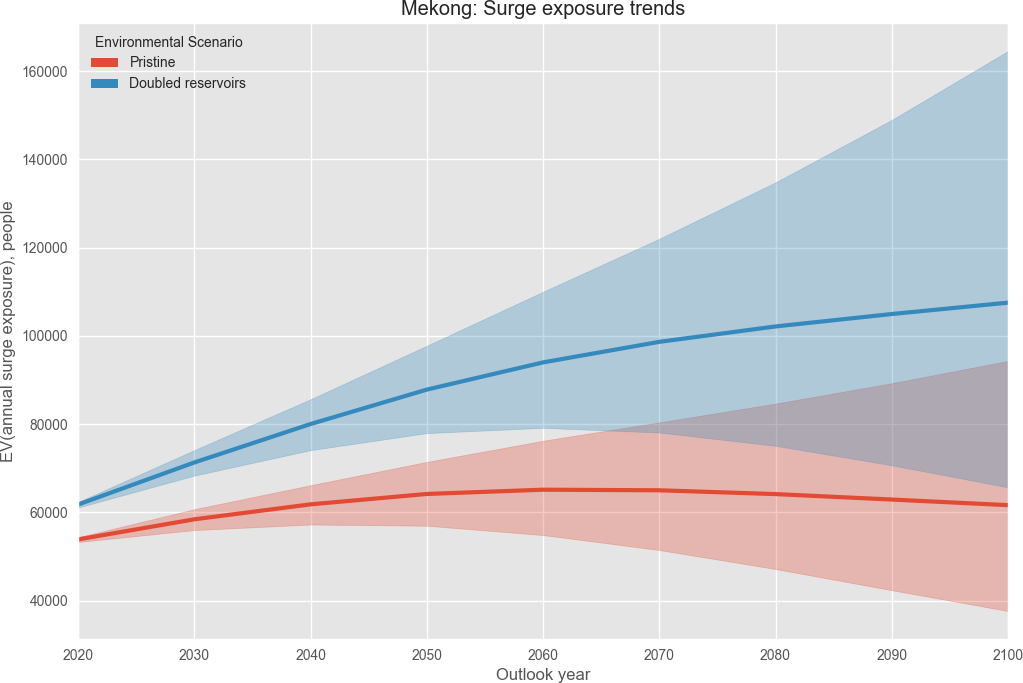 Mekong: Surge exposure trends
Environmental Scenario
Pristine
Doubled reservoirs
160000
140000
120000
100000
80000
60000
40000
EV(annual surge exposure), people
2020 2030 2040 2050 2060 2070 2080 2090 2100
Outlook year